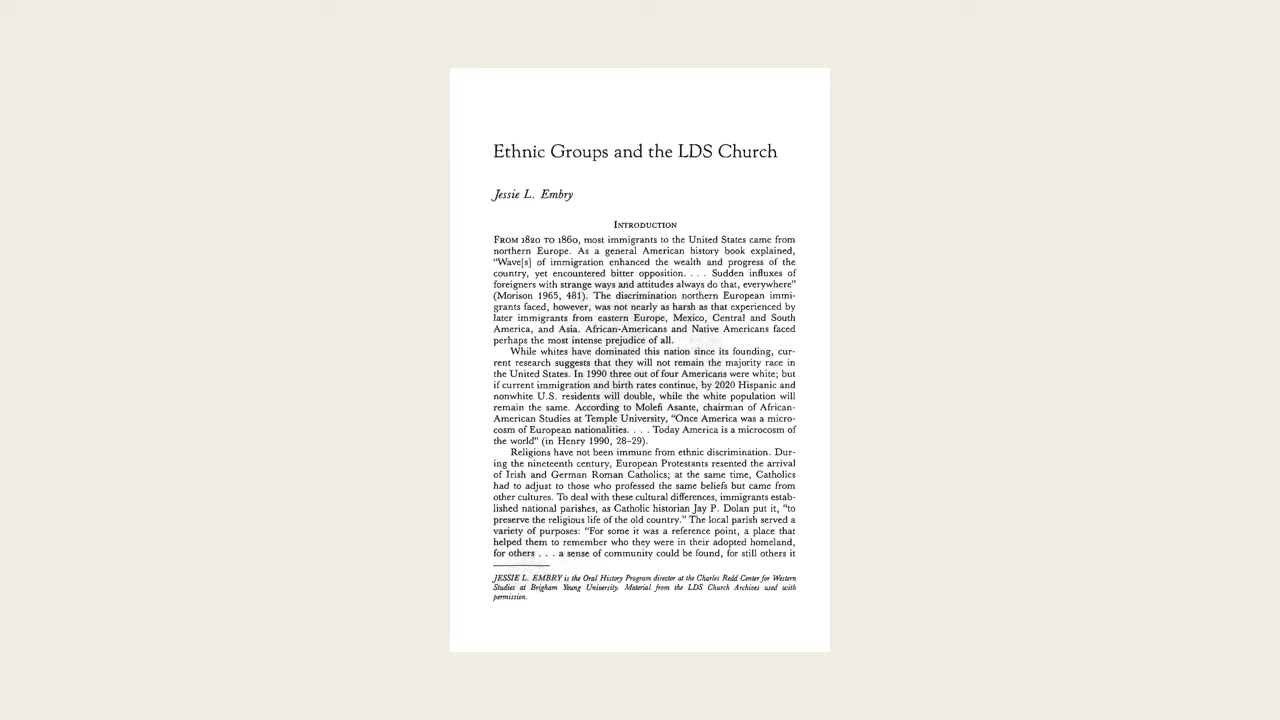 Ethnic Groups and the LDS Church
Jessie L. Embry
INTRODUCTION
FROM 1820 TO 1860, most immigrants to the United States came from
northern Europe. As a general American history book explained,
“Wave[s] of immigration enhanced the wealth and progress of the
country, yet encountered bitter opposition. . . . Sudden influxes of
foreigners with strange ways and attitudes always do that, everywhere”
(Morison 1965, 481). The discrimination northern European immi-
grants faced, however, was not nearly as harsh as that experienced by
later immigrants from eastern Europe, Mexico, Central and South
America, and Asia. African-Americans and Native Americans faced
perhaps the most intense prejudice of all.
While whites have dominated this nation since its founding, cur-
rent research suggests that they will not remain the majority race in
the United States. In 1990 three out of four Americans were white; but
if current immigration and birth rates continue, by 2020 Hispanic and
nonwhite U.S. residents will double, while the white population will
remain the same. According to Molefi Asante, chairman of African-
American Studies at Temple University, “Once America was a micro-
cosm of European nationalities. . . . Today America is a microcosm of
the world” (in Henry 1990, 28–29).
Religions have not been immune from ethnic discrimination. Dur-
ing the nineteenth century, European Protestants resented the arrival
of Irish and German Roman Catholics; at the same time, Catholics
had to adjust to those who professed the same beliefs but came from
other cultures. To deal with these cultural differences, immigrants estab-
lished national parishes, as Catholic historian Jay P. Dolan put it, “to
preserve the religious life of the old country.” The local parish served a
variety of purposes: “For some it was a reference point, a place that
helped them to remember who they were in their adopted homeland,
for others . . . a sense of community could be found, for still others it
JESSIE L. EMBRY is the Oral History Program director at the Charles Redd Center for Western
Studies at Brigham Young University. Material from the LDS Church Archives used with
permission.